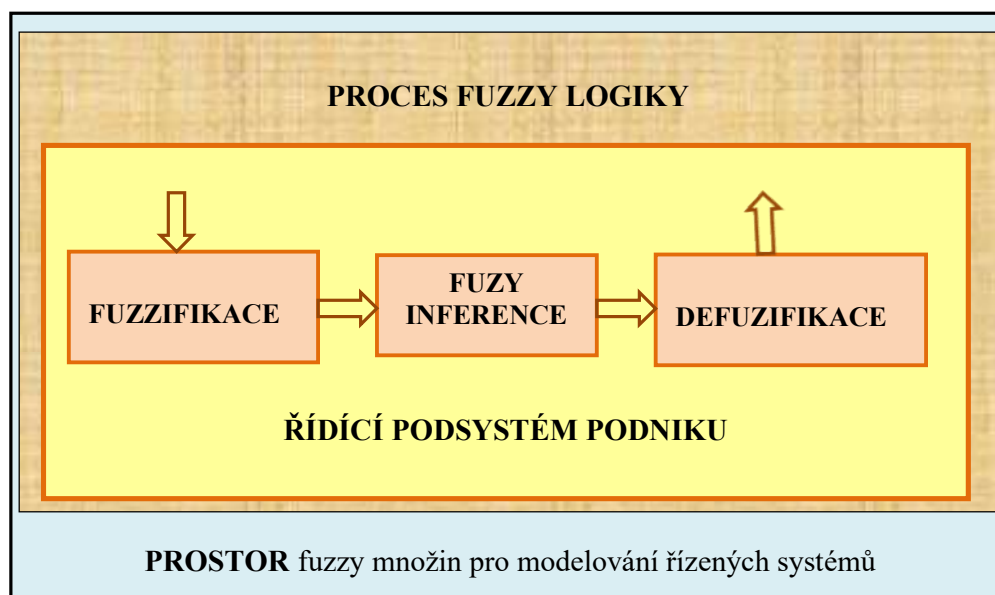 PROCES FUZZY LOGIKY
FUZZIFIKACE
FUZY
INFERENCE
DEFUZIFIKACE
ŘÍDÍCÍ PODSYSTÉM PODNIKU
PROSTOR fuzzy množin pro modelování řízených systémů